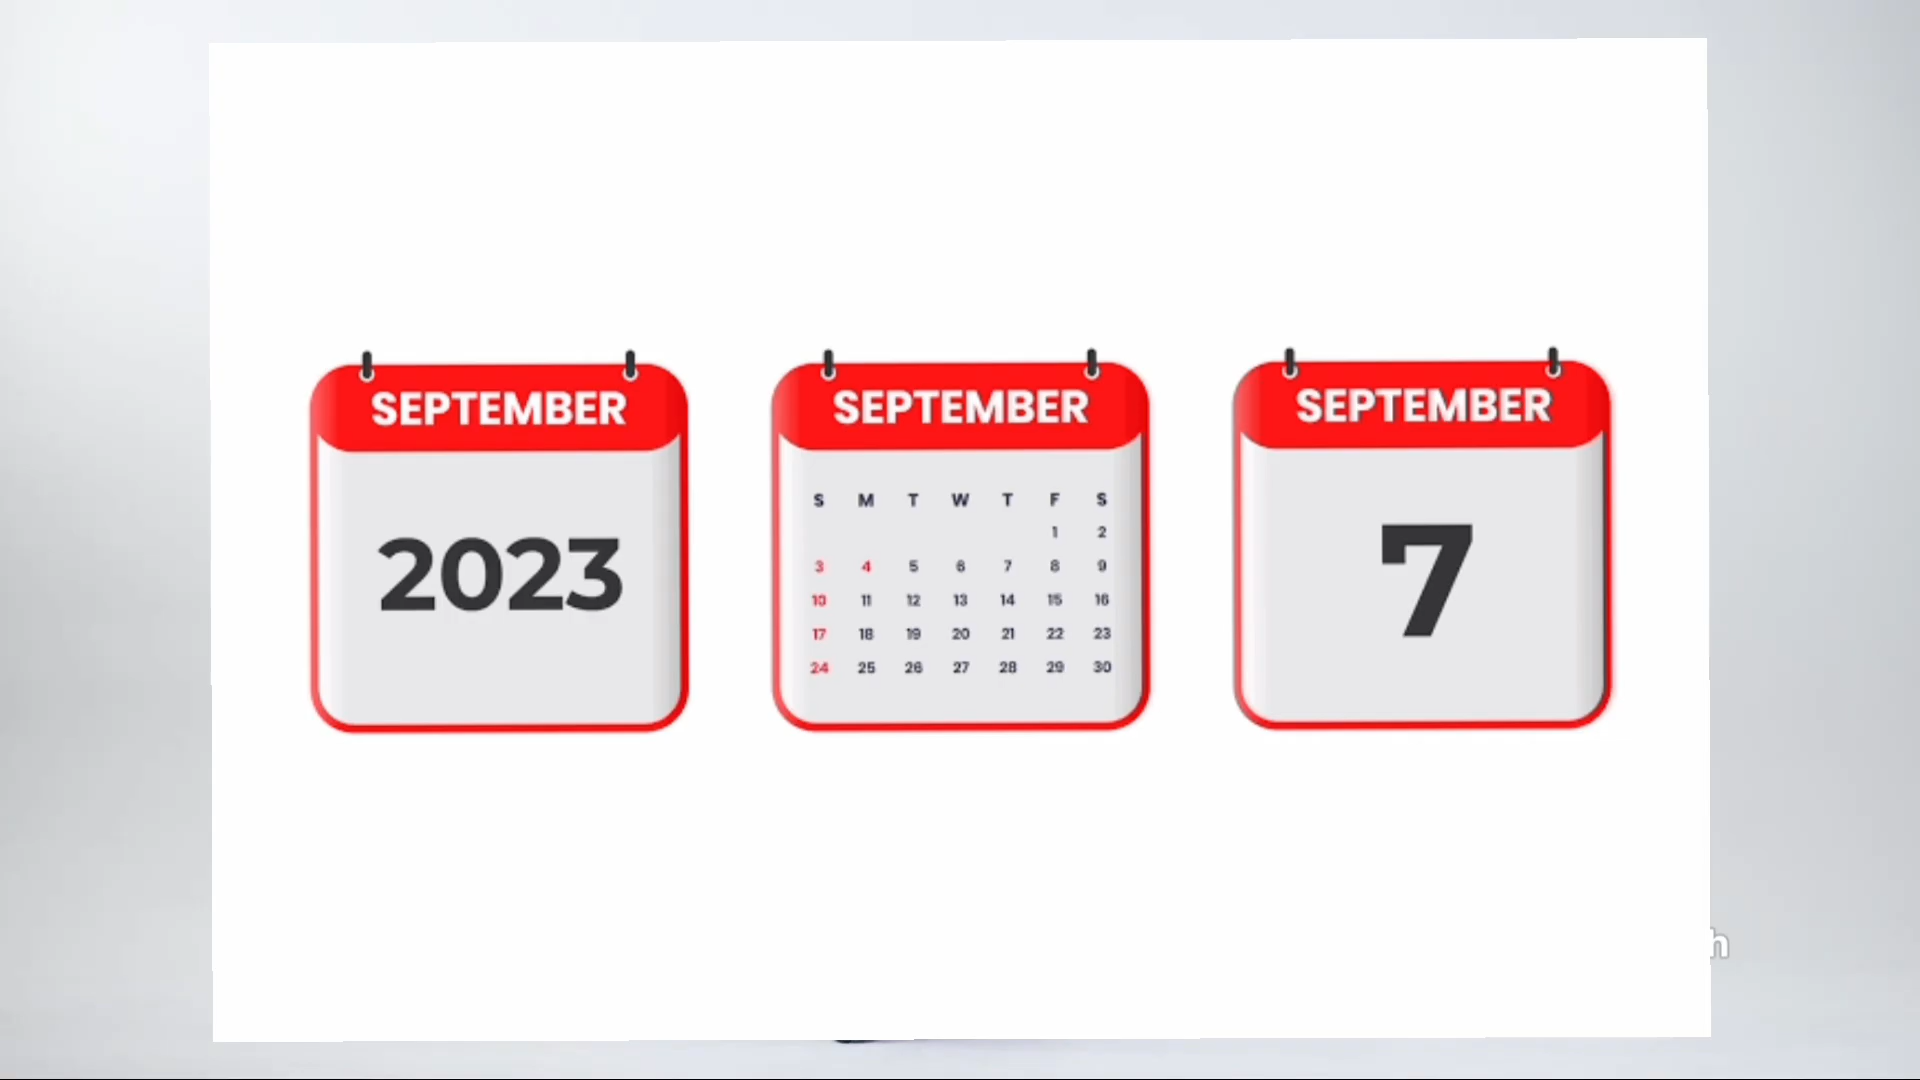 SEPTEMBER
2023
SEPTEMBER
S M T W T F S
1 2
3 4 5 6 7 8 9
10 11 12 13 14 15 16
17 18 19 20 21 22 23
24 25 26 27 28 29 30
SEPTEMBER
7